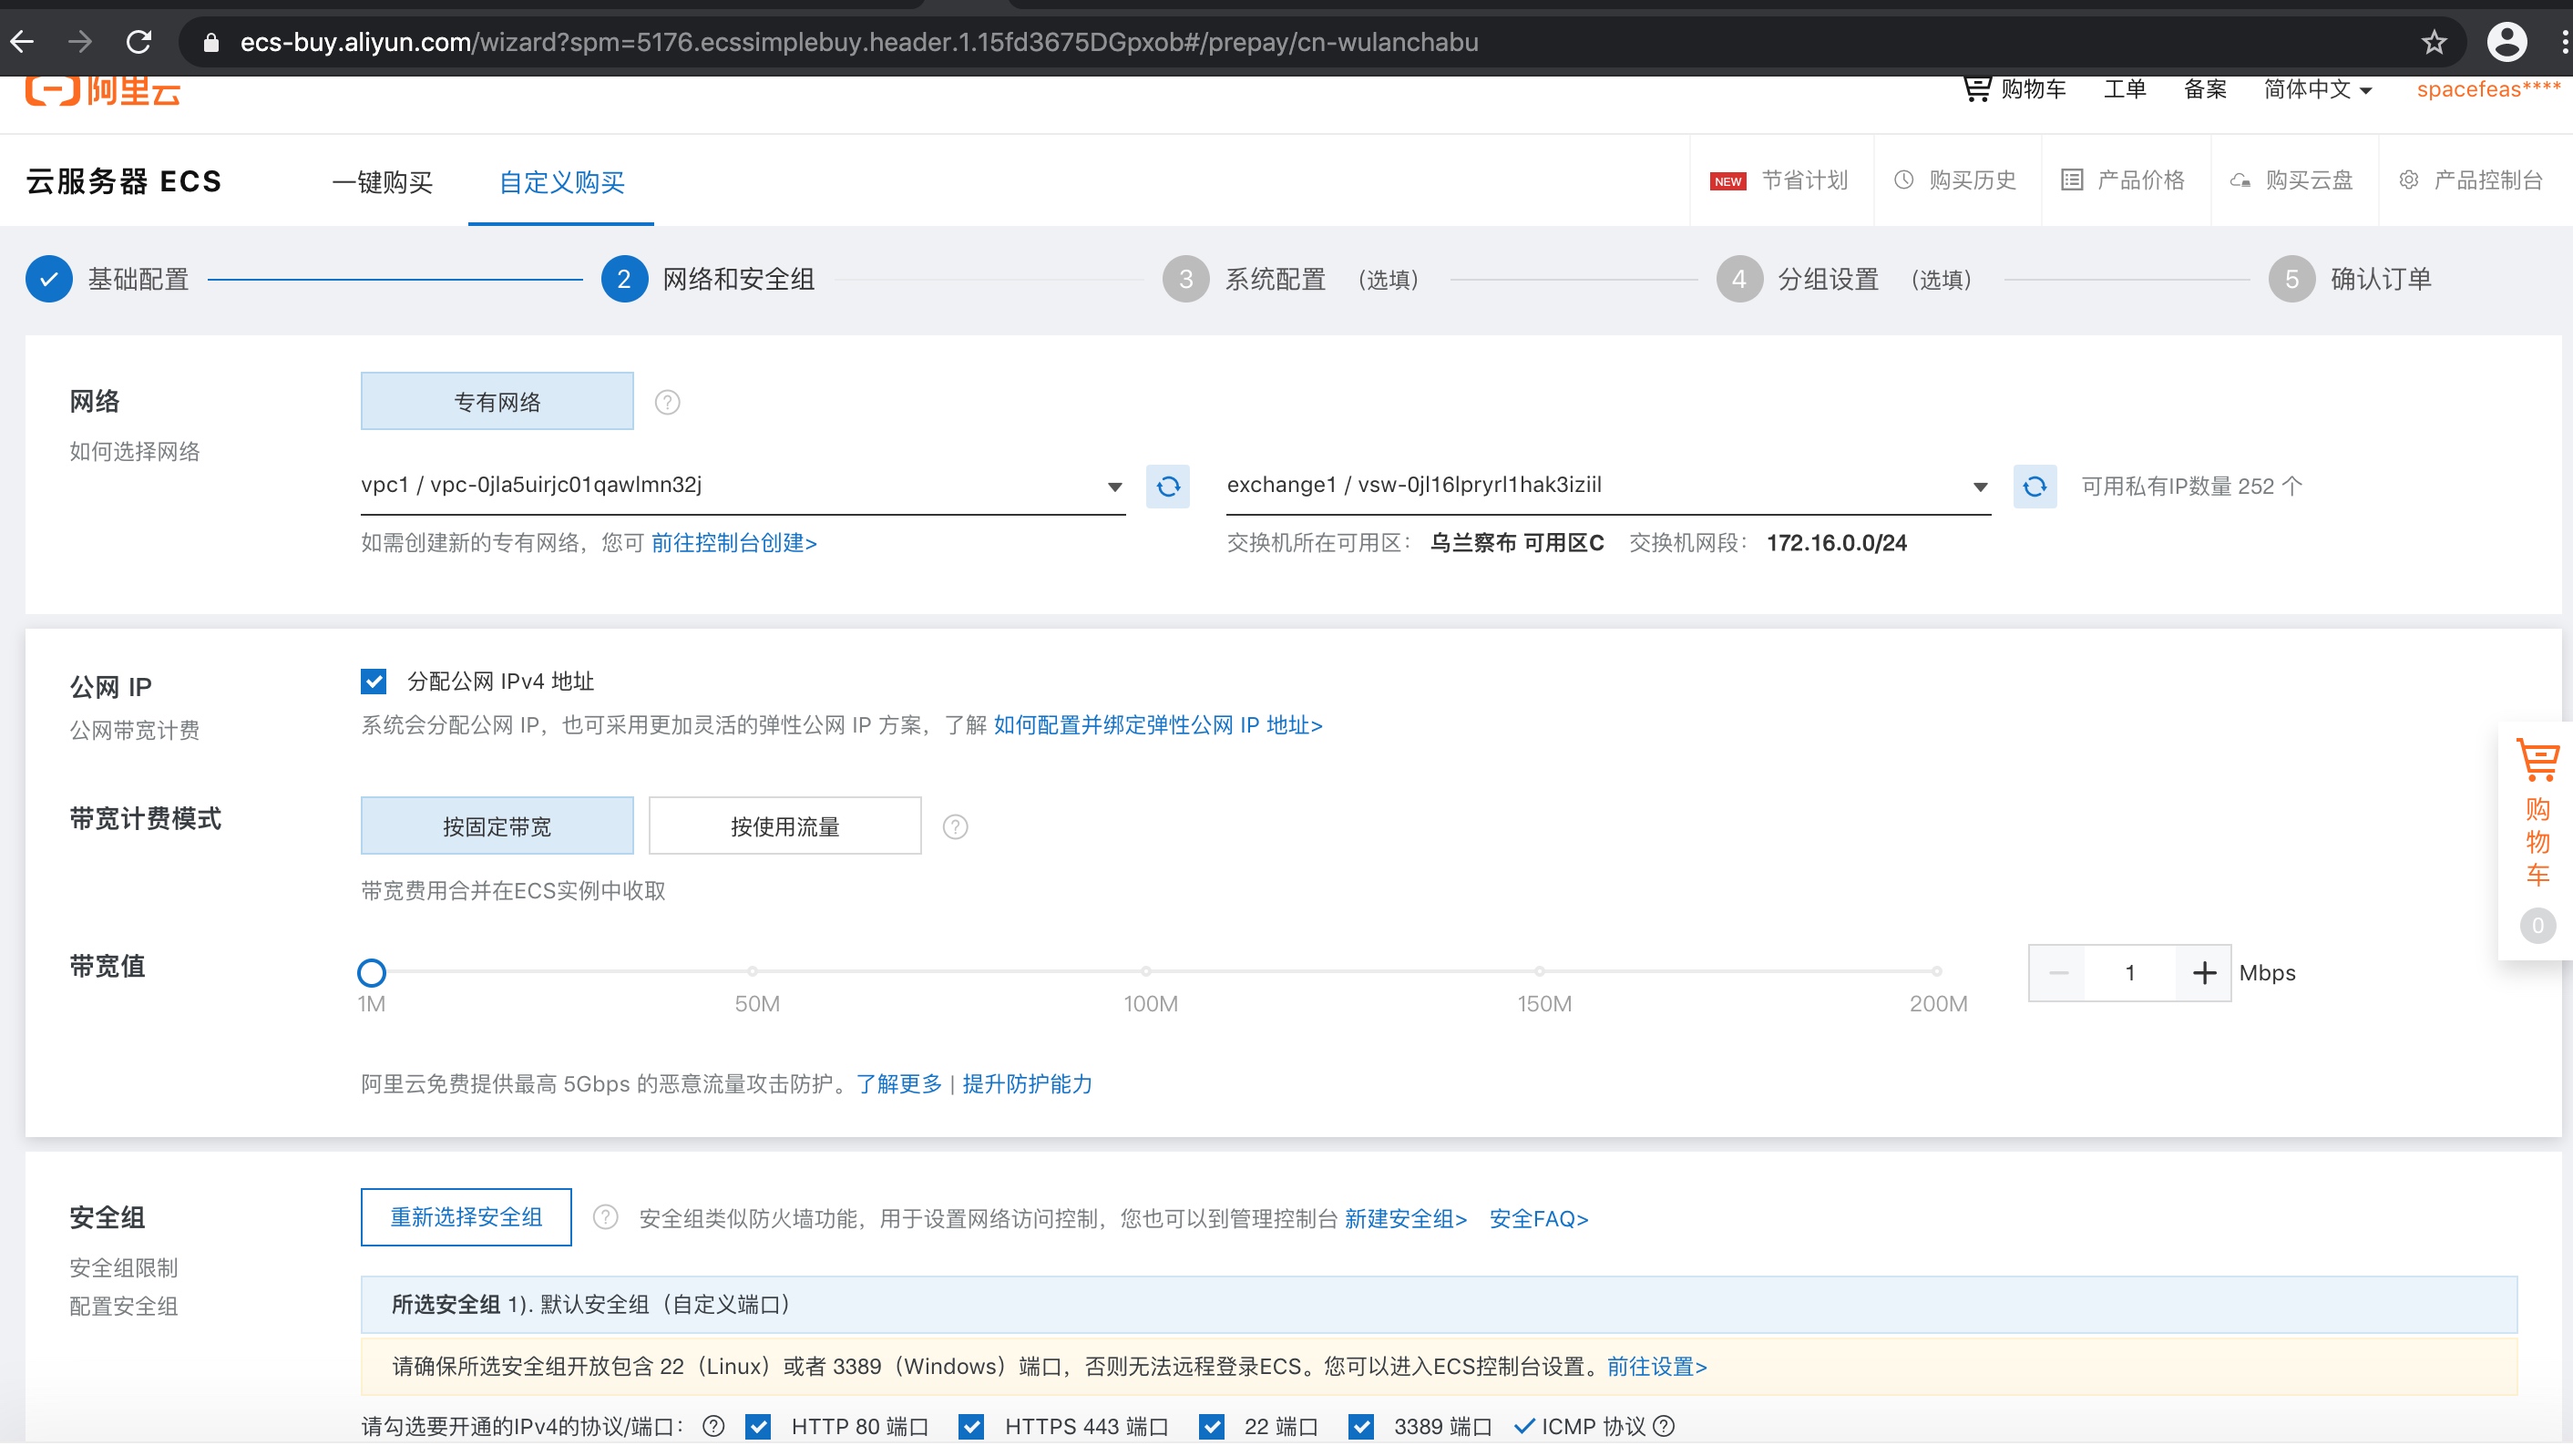 ecs-buy.aliyun.com/wizard?spm=5176.ecssimplebuy.header.1.15fd3675DGpxob#/prepay/cn-wulanchabu
阿里云 购物车 工单 备案 简体中文 spacefeas****
云服务器 ECS 一键购买 自定义购买 NEW 节省计划 购买历史 产品价格 购买云盘 产品控制台
基础配置 2 网络和安全组 3 系统配置 (选填) 4 分组设置 (选填) 5 确认订单
网络 专有网络 ?
如何选择网络
vpc1 / vpc-0jla5uirjc01qawlmn32j exchange1 / vsw-0jl16lpryrl1hak3iziil 可用私有IP数量 252 个
如需创建新的专有网络，您可 前往控制台创建> 交换机所在可用区： 乌兰察布 可用区C 交换机网段： 172.16.0.0/24
公网 IP 分配公网 IPv4 地址
公网带宽计费 系统会分配公网 IP，也可采用更加灵活的弹性公网 IP 方案，了解 如何配置并绑定弹性公网 IP 地址>
带宽计费模式 按固定带宽 按使用流量 ?
带宽费用合并在ECS实例中收取
带宽值 1 Mbps
1M 50M 100M 150M 200M
阿里云免费提供最高 5Gbps 的恶意流量攻击防护。了解更多 | 提升防护能力
购
物
车
0
安全组 重新选择安全组 ? 安全组类似防火墙功能，用于设置网络访问控制，您也可以到管理控制台 新建安全组> 安全FAQ>
安全组限制
配置安全组
所选安全组 1). 默认安全组（自定义端口）
请确保所选安全组开放包含 22（Linux）或者 3389（Windows）端口，否则无法远程登录ECS。您可以进入ECS控制台设置。前往设置>
请勾选要开通的IPv4的协议/端口： ? HTTP 80 端口 HTTPS 443 端口 22 端口 3389 端口 ICMP 协议 ?